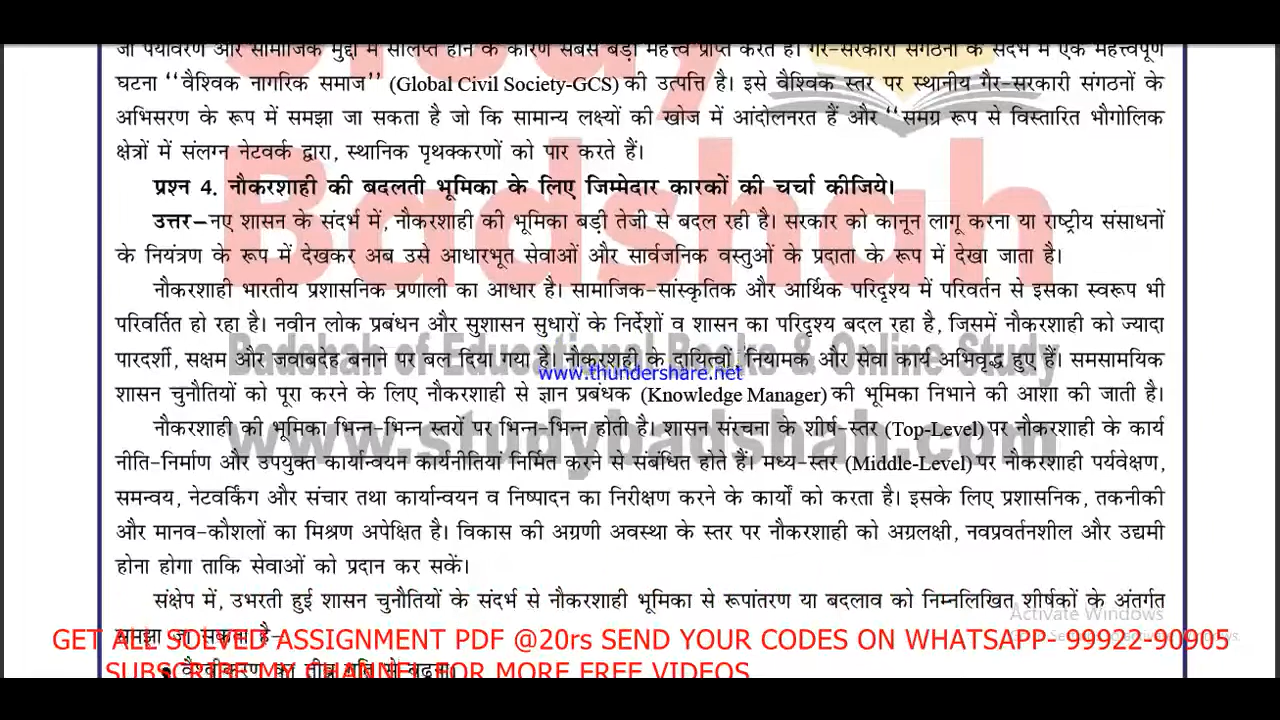 जो पर्यावरण और सामाजिक मुद्दों में संलिप्त होने के कारण सबसे बड़ा महत्त्व प्राप्त करते हैं। गैर-सरकारी संगठनों के संदर्भ में एक महत्त्वपूर्ण
घटना ‘‘वैश्विक नागरिक समाज’’ (Global Civil Society-GCS) की उत्पत्ति है। इसे वैश्विक स्तर पर स्थानीय गैर-सरकारी संगठनों के
अभिसरण के रूप में समझा जा सकता है जो कि सामान्य लक्ष्यों की खोज में आंदोलनरत हैं और ‘‘समग्र रूप से विस्तारित भौगोलिक
क्षेत्रों में संलग्न नेटवर्क द्वारा, स्थानिक पृथक्करणों को पार करते हैं।
प्रश्न 4. नौकरशाही की बदलती भूमिका के लिए जिम्मेदार कारकों की चर्चा कीजिये।
उत्तर–नए शासन के संदर्भ में, नौकरशाही की भूमिका बड़ी तेजी से बदल रही है। सरकार को कानून लागू करना या राष्ट्रीय संसाधनों
के नियंत्रण के रूप में देखकर अब उसे आधारभूत सेवाओं और सार्वजनिक वस्तुओं के प्रदाता के रूप में देखा जाता है।
नौकरशाही भारतीय प्रशासनिक प्रणाली का आधार है। सामाजिक-सांस्कृतिक और आर्थिक परिदृश्य में परिवर्तन से इसका स्वरूप भी
परिवर्तित हो रहा है। नवीन लोक प्रबंधन और सुशासन सुधारों के निर्देशों व शासन का परिदृश्य बदल रहा है, जिसमें नौकरशाही को ज्यादा
पारदर्शी, सक्षम और जवाबदेह बनाने पर बल दिया गया है। नौकरशही के दायित्वों नियामक और सेवा कार्य अभिवृद्ध हुए हैं। समसामयिक
www.thundershare.net
शासन चुनौतियों को पूरा करने के लिए नौकरशाही से ज्ञान प्रबंधक (Knowledge Manager) की भूमिका निभाने की आशा की जाती है।
नौकरशाही की भूमिका भिन्न-भिन्न स्तरों पर भिन्न-भिन्न होती है। शासन संरचना के शीर्ष-स्तर (Top-Level) पर नौकरशाही के कार्य
नीति-निर्माण और उपयुक्त कार्यान्वयन कार्यनीतियां निर्मित करने से संबंधित होते हैं। मध्य-स्तर (Middle-Level) पर नौकरशाही पर्यवेक्षण,
समन्वय, नेटवर्किंग और संचार तथा कार्यान्वयन व निष्पादन का निरीक्षण करने के कार्यों को करता है। इसके लिए प्रशासनिक, तकनीकी
और मानव-कौशलों का मिश्रण अपेक्षित है। विकास की अग्रणी अवस्था के स्तर पर नौकरशाही को अग्रलक्षी, नवप्रवर्तनशील और उद्यमी
होना होगा ताकि सेवाओं को प्रदान कर सकें।
संक्षेप में, उभरती हुई शासन चुनौतियों के संदर्भ से नौकरशाही भूमिका से रूपांतरण या बदलाव को निम्नलिखित शीर्षकों के अंतर्गत
समझा जा सकता है–
वैश्वीकरण का तीव्र गति से बढ़ना।
Study
Badshah
Badshah of Educational Books & Online Study
www.studybadshah.com
Activate Windows
GET ALL SOLVED ASSIGNMENT PDF @20rs SEND YOUR CODES ON WHATSAPP- 99922-90905
SUBSCRIBE MY CHANNEL FOR MORE FREE VIDEOS